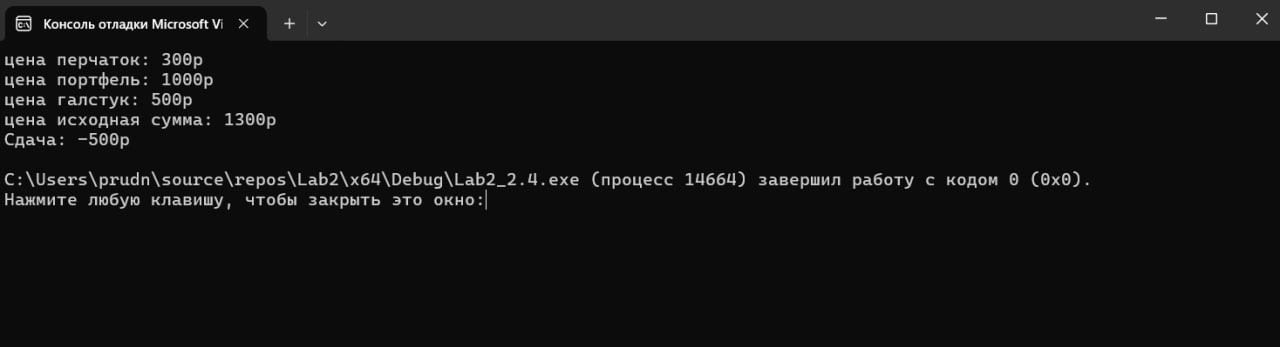 Консоль отладки Microsoft Vi
цена перчаток: 300р
цена портфель: 1000р
цена галстук: 500р
цена исходная сумма: 1300р
Сдача: -500р
C:\Users\prudn\source\repos\Lab2\x64\Debug\Lab2_2.4.exe (процесс 14664) завершил работу с кодом 0 (0x0).
Нажмите любую клавишу, чтобы закрыть это окно: